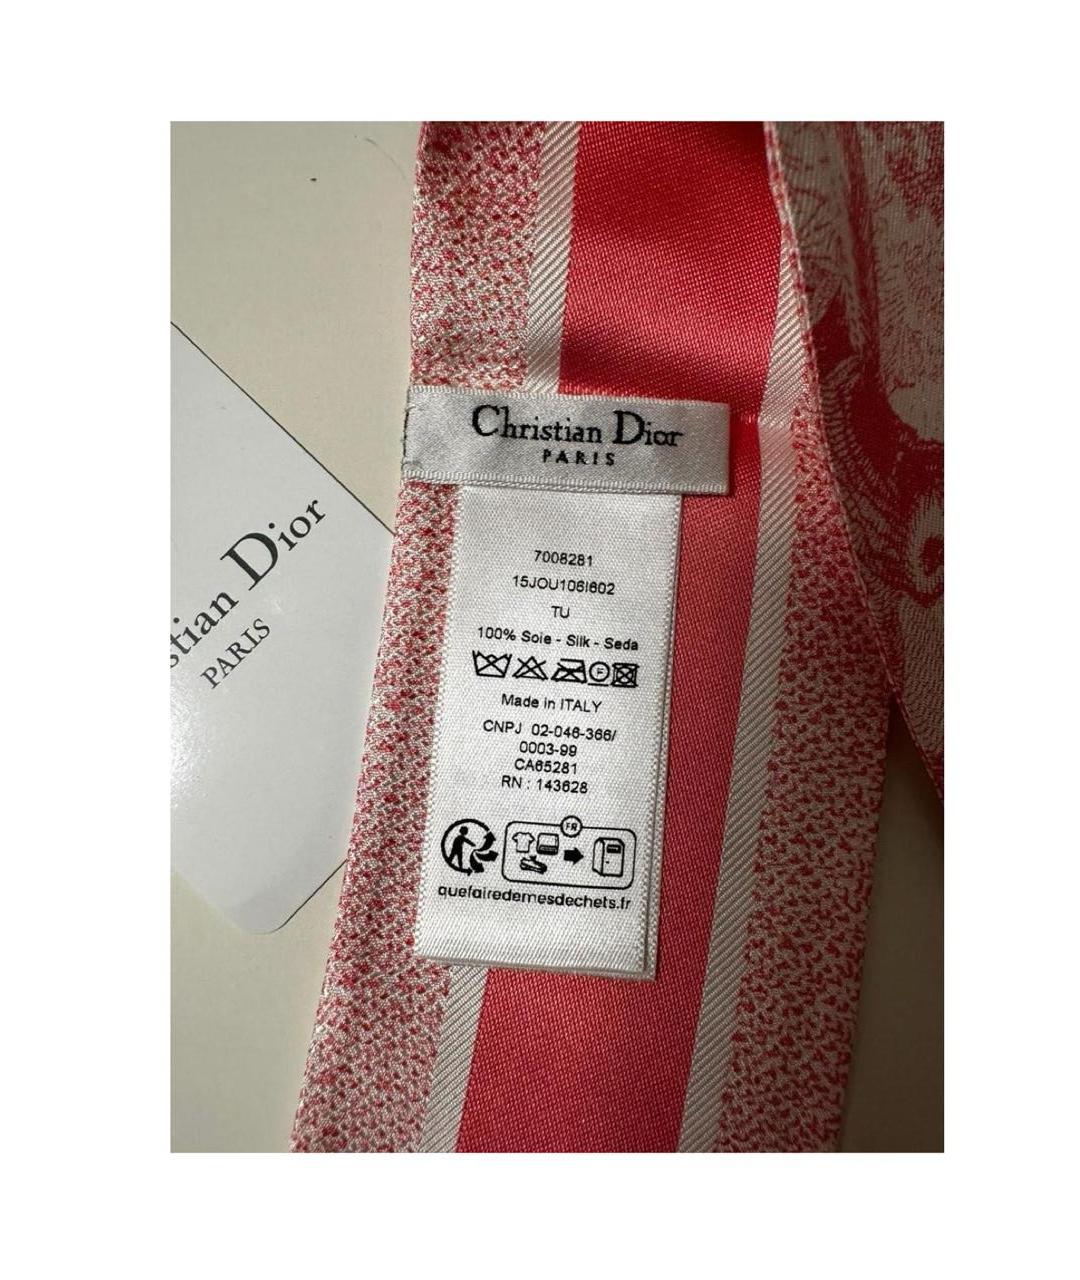 Christian Dior
PARIS
7008281
15JOU106I602
TU
100% Soie - Silk - Seda
F
Made in ITALY
CNPJ 02-046-366/
0003-99
CA65281
RN : 143628
FR
quefairedemesdechets.fr
stian Dior
PARIS